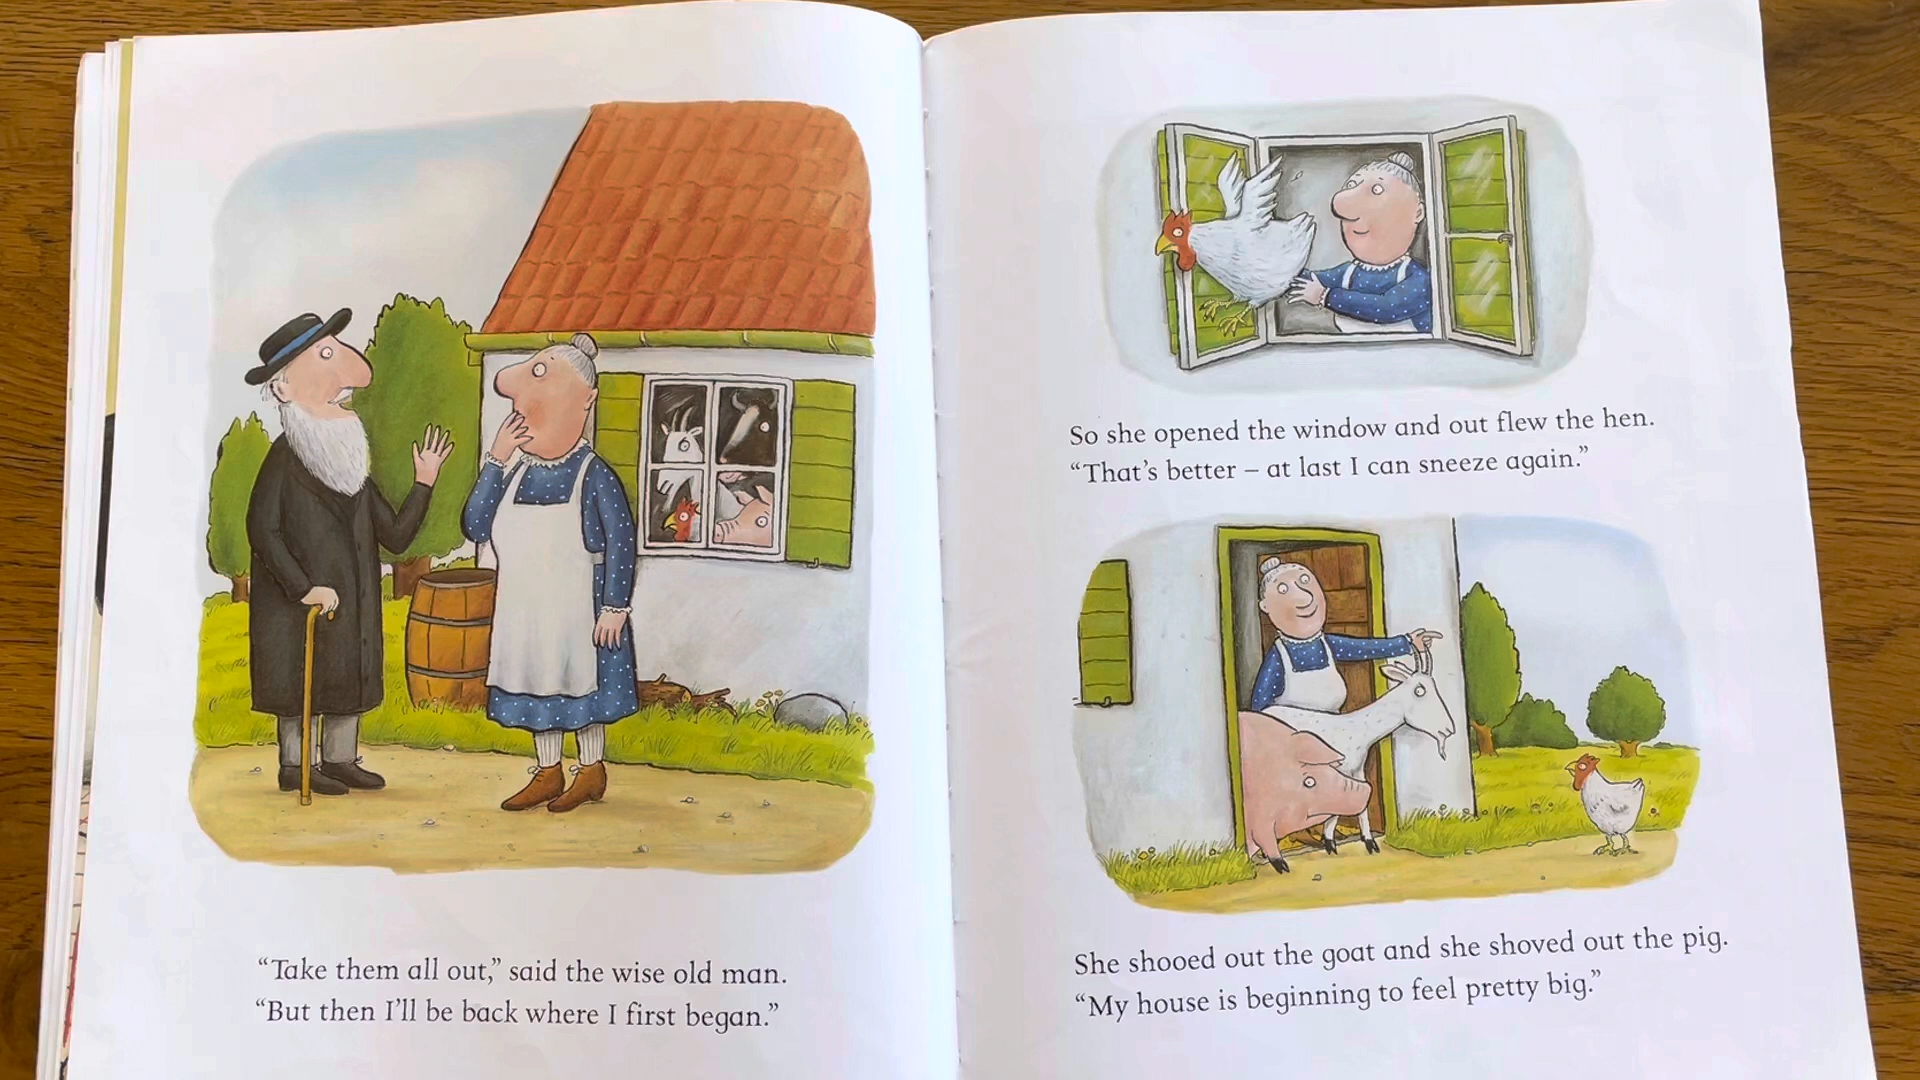 “Take them all out,” said the wise old man.
“But then I’ll be back where I first began.”
So she opened the window and out flew the hen.
“That’s better – at last I can sneeze again.”
She shooed out the goat and she shoved out the pig.
“My house is beginning to feel pretty big.”